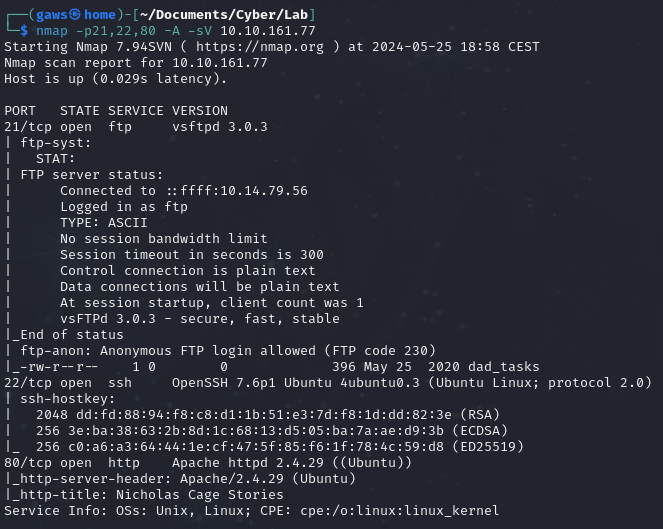 ┌──(gaws㉿home)-[~/Documents/Cyber/Lab]
└─$ nmap -p21,22,80 -A -sV 10.10.161.77
Starting Nmap 7.94SVN ( https://nmap.org ) at 2024-05-25 18:58 CEST
Nmap scan report for 10.10.161.77
Host is up (0.029s latency).

PORT   STATE SERVICE VERSION
21/tcp open  ftp     vsftpd 3.0.3
| ftp-syst:
|   STAT:
| FTP server status:
|      Connected to ::ffff:10.14.79.56
|      Logged in as ftp
|      TYPE: ASCII
|      No session bandwidth limit
|      Session timeout in seconds is 300
|      Control connection is plain text
|      Data connections will be plain text
|      At session startup, client count was 1
|      vsFTPd 3.0.3 - secure, fast, stable
|_End of status
| ftp-anon: Anonymous FTP login allowed (FTP code 230)
|_-rw-r--r--    1 0        0             396 May 25  2020 dad_tasks
22/tcp open  ssh     OpenSSH 7.6p1 Ubuntu 4ubuntu0.3 (Ubuntu Linux; protocol 2.0)
| ssh-hostkey:
|   2048 dd:fd:88:94:f8:c8:d1:1b:51:e3:7d:f8:1d:dd:82:3e (RSA)
|   256 3e:ba:38:63:2b:8d:1c:68:13:d5:05:ba:7a:ae:d9:3b (ECDSA)
|_  256 c0:a6:a3:64:44:1e:cf:47:5f:85:f6:1f:78:4c:59:d8 (ED25519)
80/tcp open  http    Apache httpd 2.4.29 ((Ubuntu))
|_http-server-header: Apache/2.4.29 (Ubuntu)
|_http-title: Nicholas Cage Stories
Service Info: OSs: Unix, Linux; CPE: cpe:/o:linux:linux_kernel